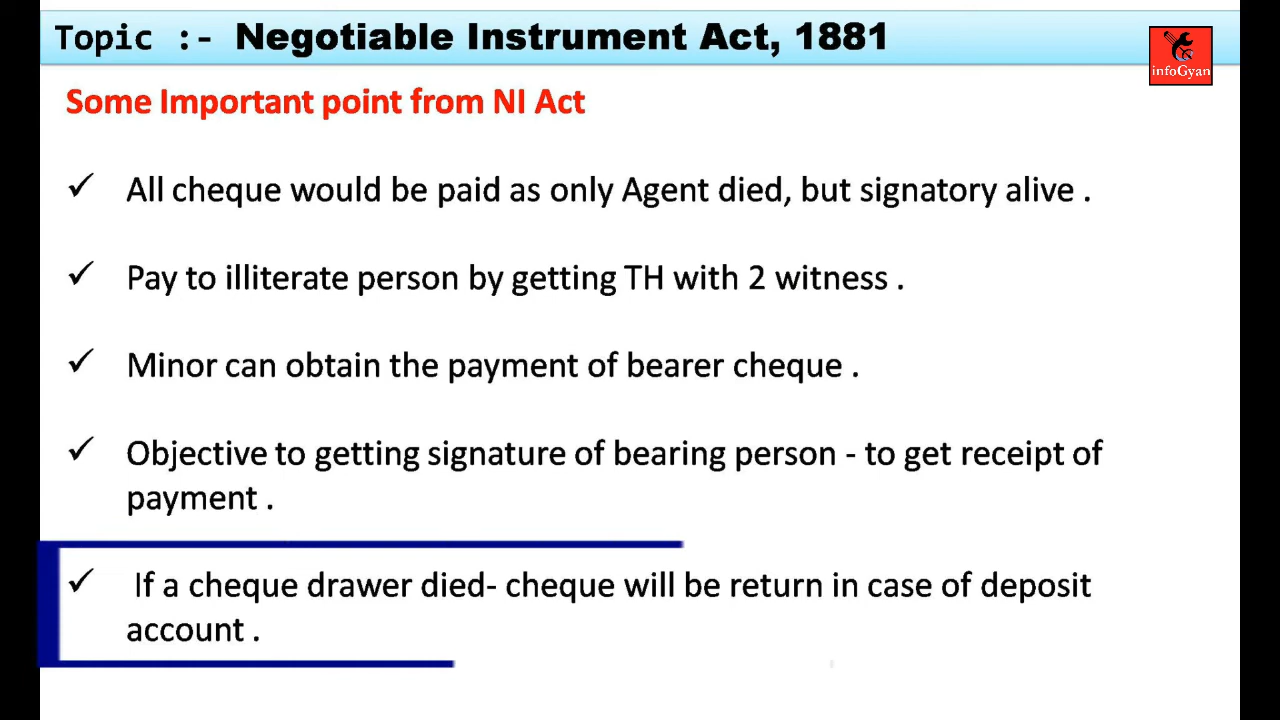 Topic :- Negotiable Instrument Act, 1881
infoGyan
Some Important point from NI Act
✓ All cheque would be paid as only Agent died, but signatory alive .
✓ Pay to illiterate person by getting TH with 2 witness .
✓ Minor can obtain the payment of bearer cheque .
✓ Objective to getting signature of bearing person - to get receipt of
payment .
✓ If a cheque drawer died- cheque will be return in case of deposit
account .